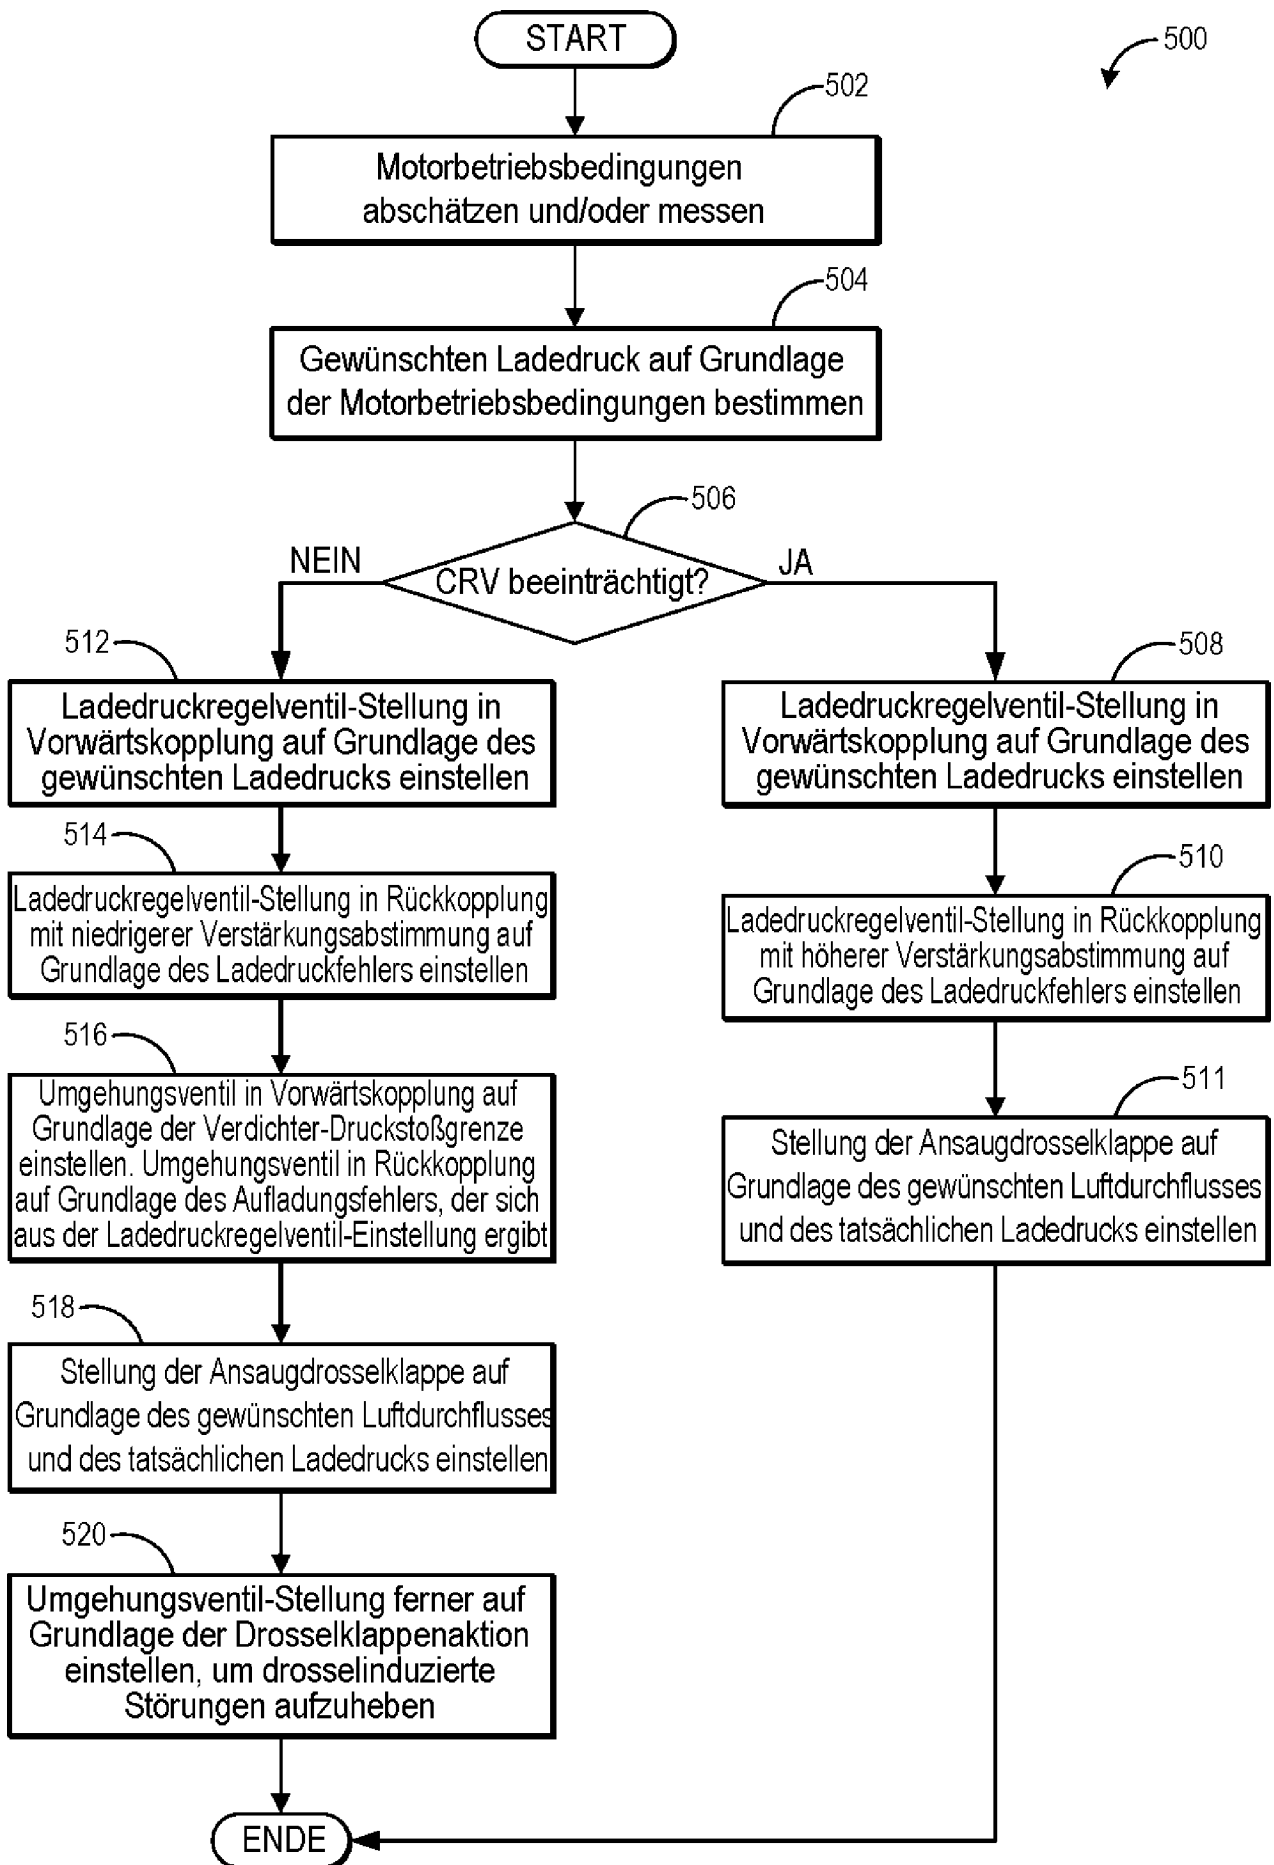 START
500
502
Motorbetriebsbedingungen
abschätzen und/oder messen
504
Gewünschten Ladedruck auf Grundlage
der Motorbetriebsbedingungen bestimmen
506
NEIN
CRV beeinträchtigt?
JA
512
Ladedruckregelventil-Stellung in
Vorwärtskopplung auf Grundlage des
gewünschten Ladedrucks einstellen
514
Ladedruckregelventil-Stellung in Rückkopplung
mit niedrigerer Verstärkungsabstimmung auf
Grundlage des Ladedruckfehlers einstellen
516
Umgehungsventil in Vorwärtskopplung auf
Grundlage der Verdichter-Druckstoßgrenze
einstellen. Umgehungsventil in Rückkopplung
auf Grundlage des Aufladungsfehlers, der sich
aus der Ladedruckregelventil-Einstellung ergibt
518
Stellung der Ansaugdrosselklappe auf
Grundlage des gewünschten Luftdurchflusses
und des tatsächlichen Ladedrucks einstellen
520
Umgehungsventil-Stellung ferner auf
Grundlage der Drosselklappenaktion
einstellen, um drosselinduzierte
Störungen aufzuheben
508
Ladedruckregelventil-Stellung in
Vorwärtskopplung auf Grundlage des
gewünschten Ladedrucks einstellen
510
Ladedruckregelventil-Stellung in Rückkopplung
mit höherer Verstärkungsabstimmung auf
Grundlage des Ladedruckfehlers einstellen
511
Stellung der Ansaugdrosselklappe auf
Grundlage des gewünschten Luftdurchflusses
und des tatsächlichen Ladedrucks einstellen
ENDE